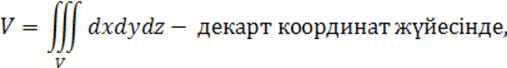 V = ∭_V dxdydz − декарт координат жүйесінде,